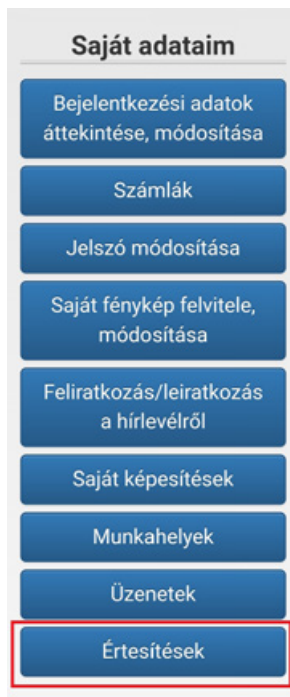 Saját adataim
Bejelentkezési adatok
áttekintése, módosítása
Számlák
Jelszó módosítása
Saját fénykép felvitele,
módosítása
Feliratkozás/leiratkozás
a hírlevélről
Saját képesítések
Munkahelyek
Üzenetek
Értesítések